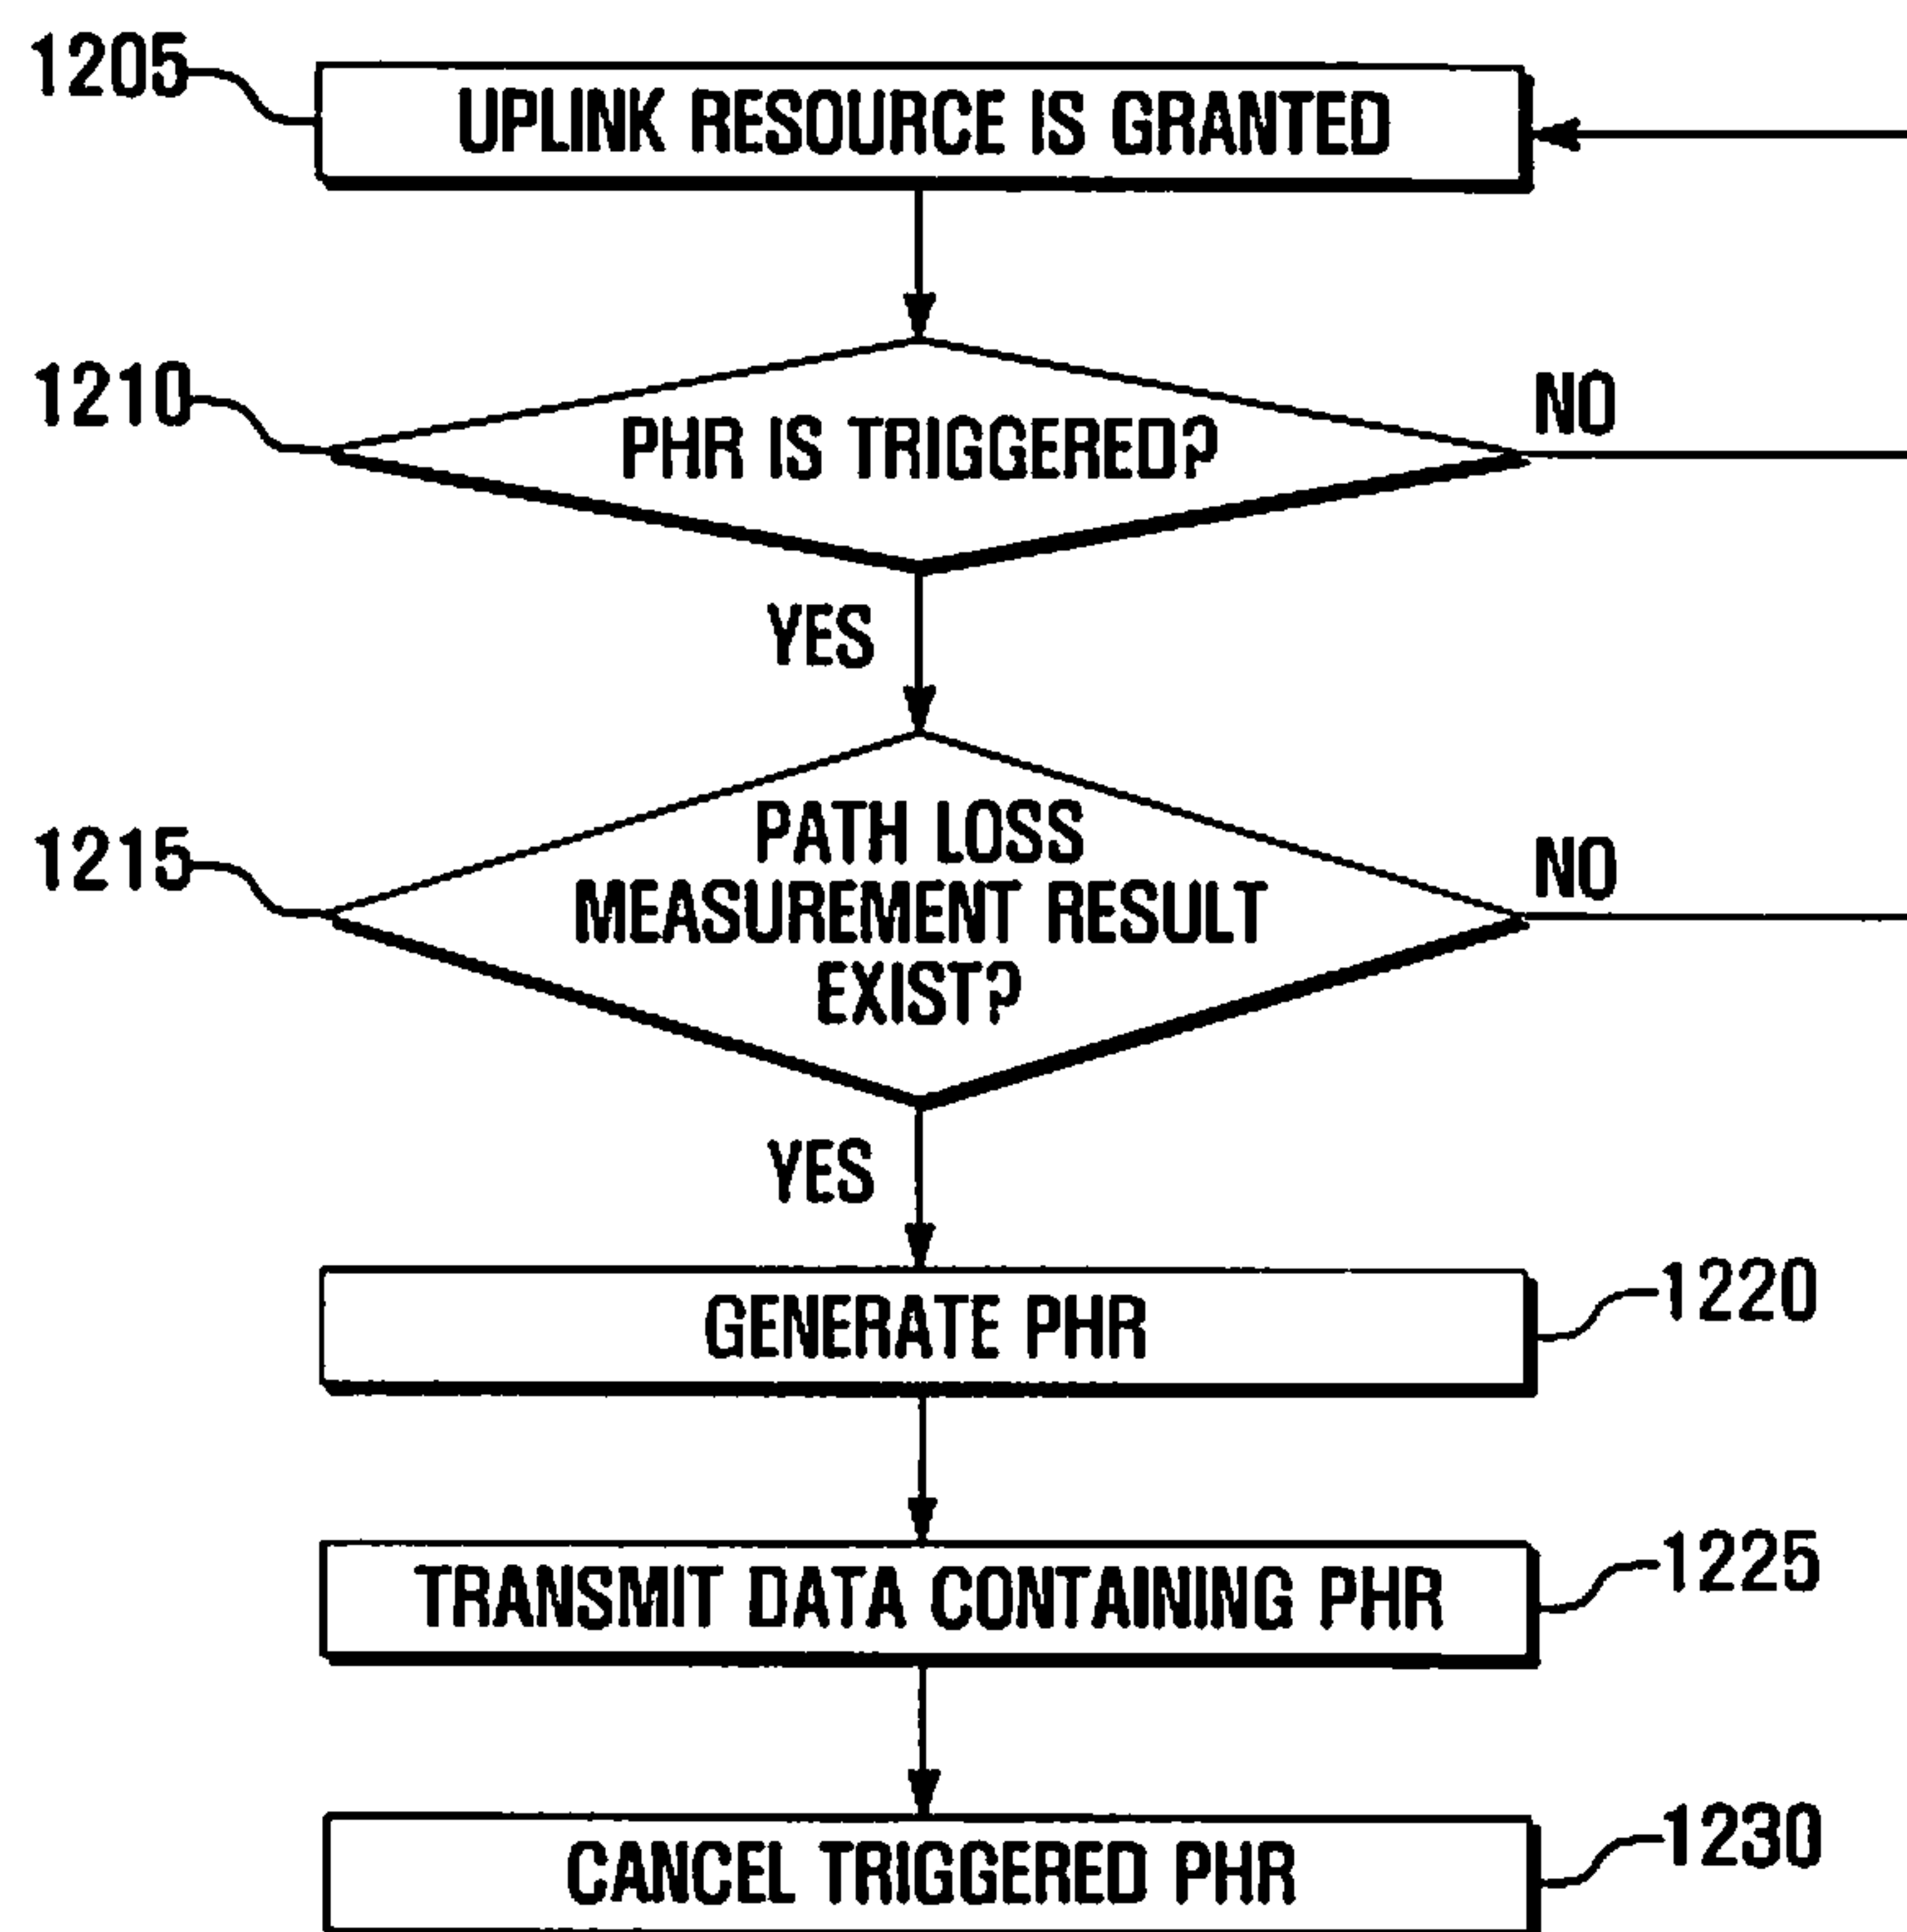 1205
UPLINK RESOURCE IS GRANTED
1210
PHR IS TRIGGERED?
NO
YES
1215
PATH LOSS
MEASUREMENT RESULT
EXIST?
NO
YES
GENERATE PHR
1220
TRANSMIT DATA CONTAINING PHR
1225
CANCEL TRIGGERED PHR
1230